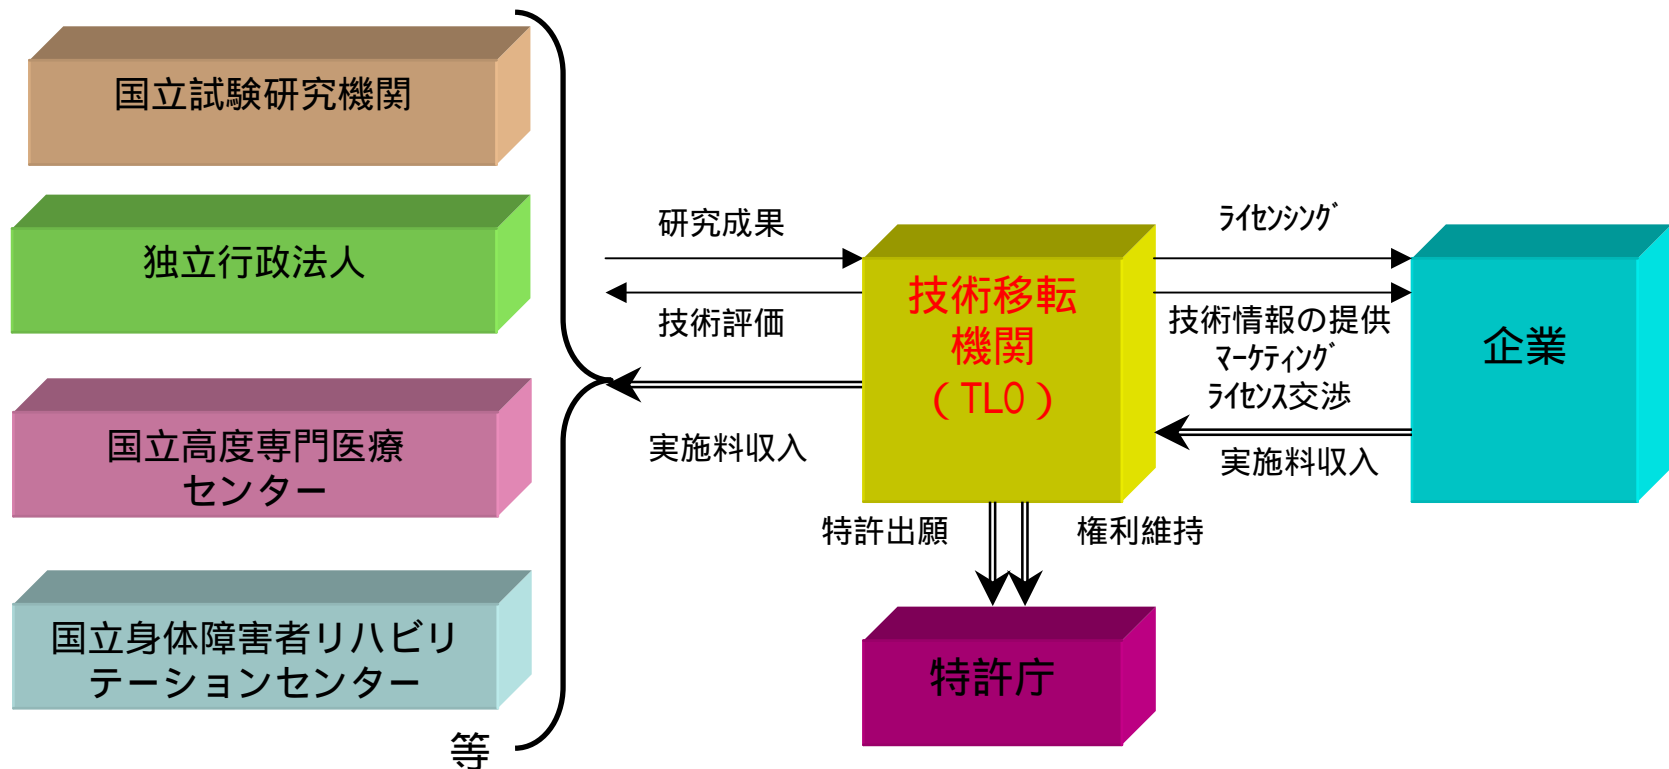 国立試験研究機関
独立行政法人
国立高度専門医療
センター
国立身体障害者リハビリ
テーションセンター
等
研究成果
技術評価
実施料収入
技術移転
機関
(TLO)
ライセンシング
技術情報の提供
マーケティング
ライセンス交渉
実施料収入
企業
特許出願
権利維持
特許庁